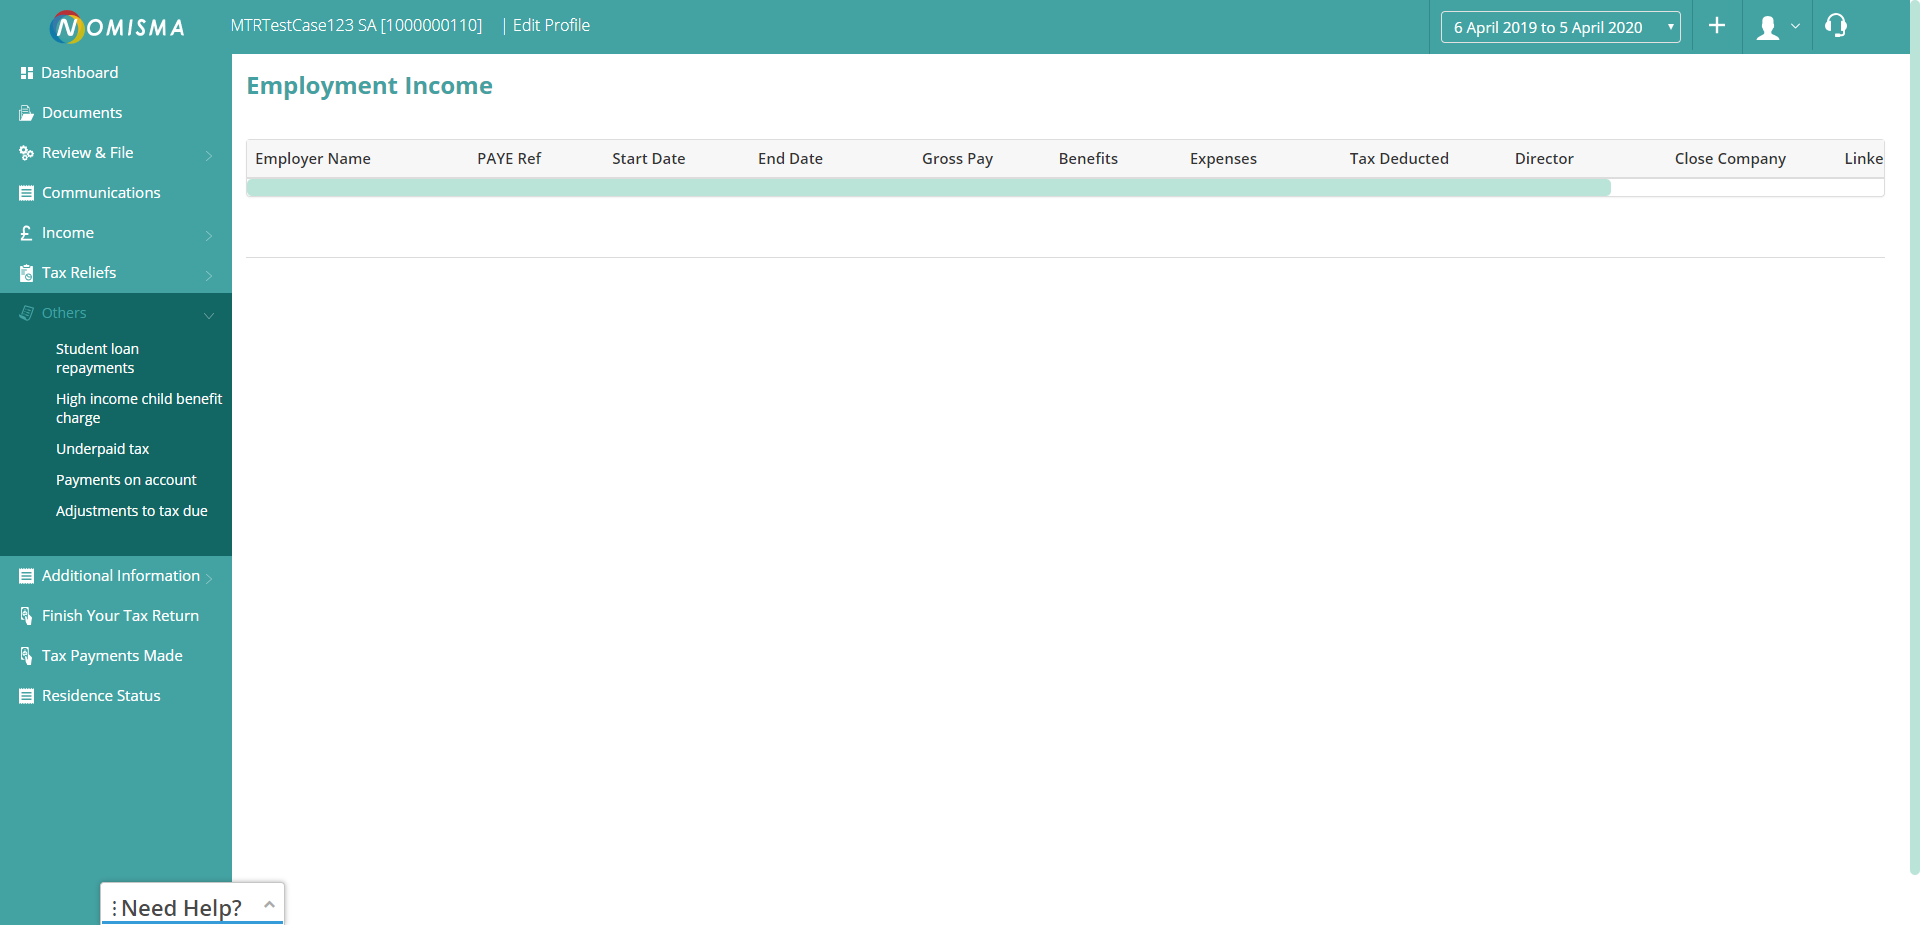 NOMISMA
MTRTestCase123 SA [1000000110] | Edit Profile
6 April 2019 to 5 April 2020
Dashboard
Documents
Review & File
Communications
Income
Tax Reliefs
Others
Student loan
repayments
High income child benefit
charge
Underpaid tax
Payments on account
Adjustments to tax due
Additional Information
Finish Your Tax Return
Tax Payments Made
Residence Status
Employment Income
Employer Name PAYE Ref Start Date End Date Gross Pay Benefits Expenses Tax Deducted Director Close Company Linke
Need Help?